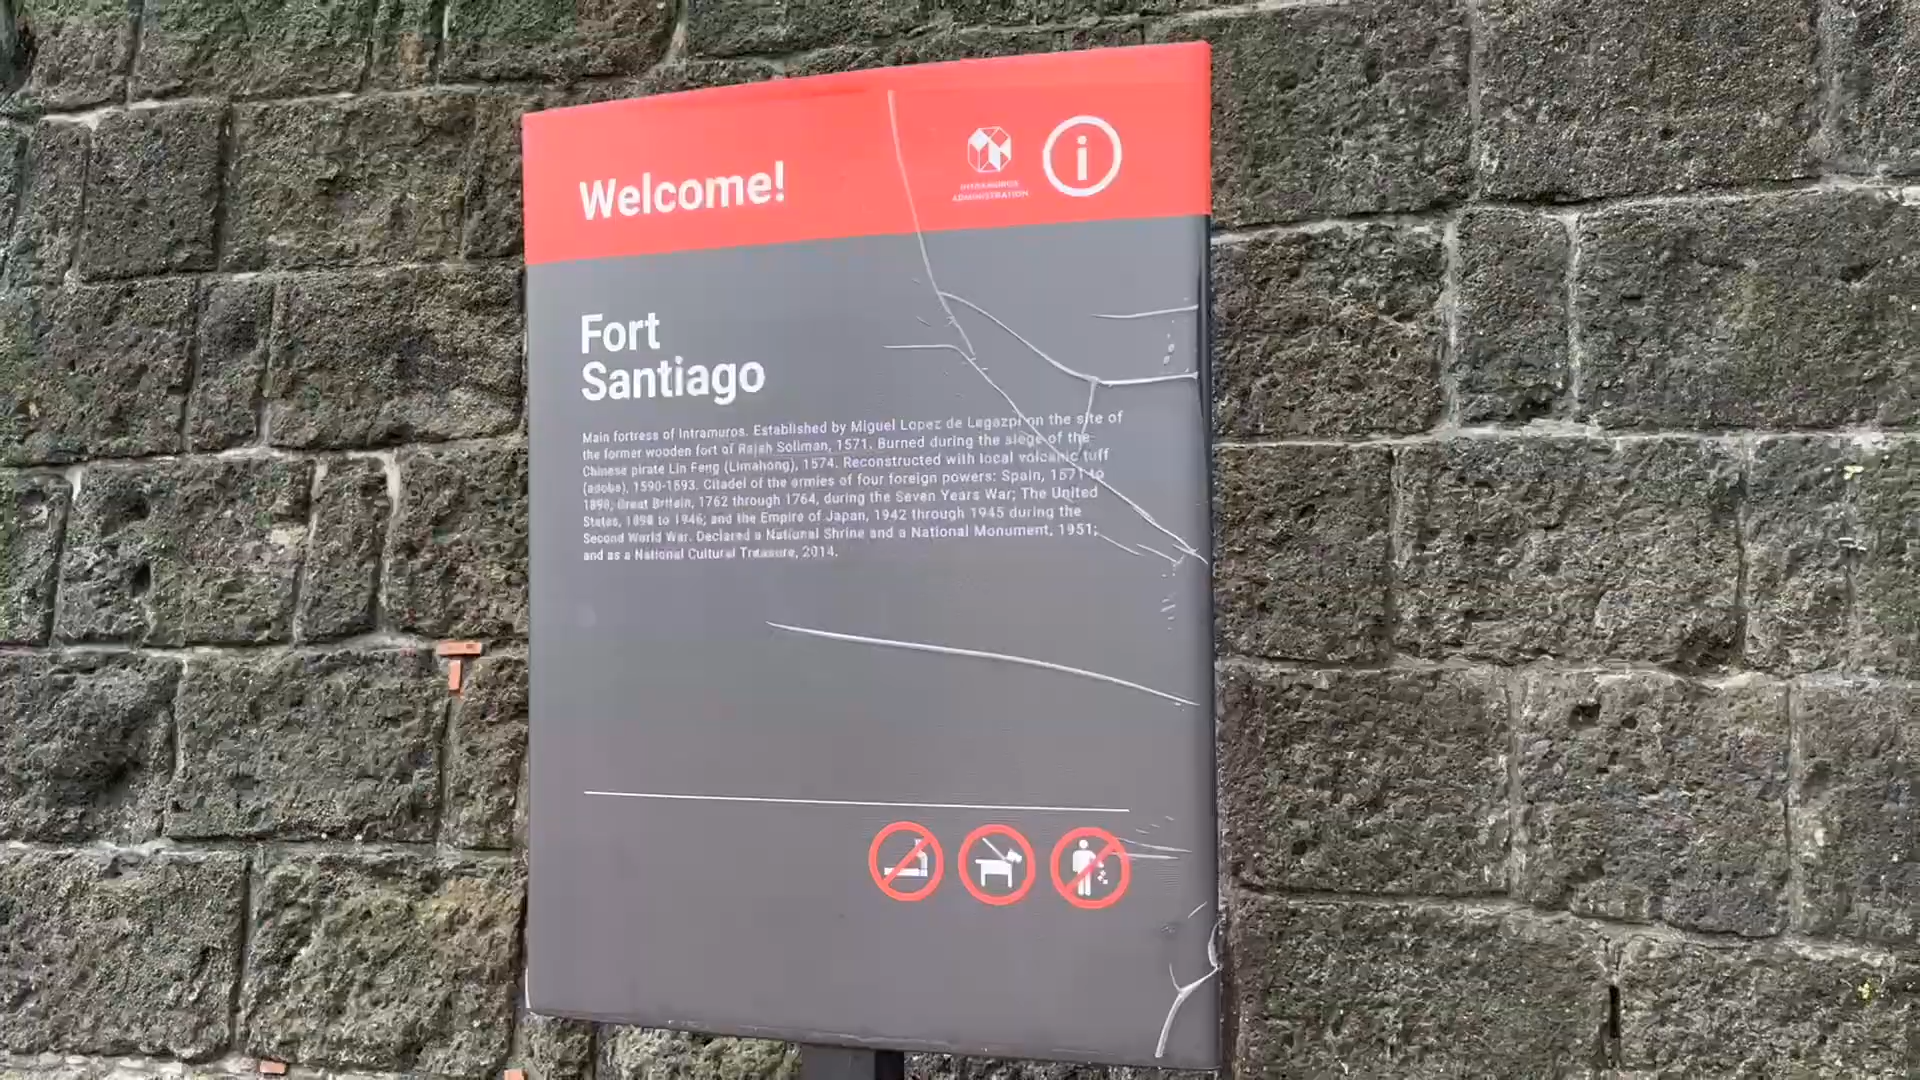 Welcome!
INTRAMUROS
ADMINISTRATION
i
Fort
Santiago
Main fortress of Intramuros. Established by Miguel Lopez de Legazpi on the site of
the former wooden fort of Rajah Soliman, 1571. Burned during the siege of the
Chinese pirate Lin Feng (Limahong), 1574. Reconstructed with local volcanic tuff
(adobe), 1590-1593. Citadel of the armies of four foreign powers: Spain, 1571 to
1898; Great Britain, 1762 through 1764, during the Seven Years War; The United
States, 1898 to 1946; and the Empire of Japan, 1942 through 1945 during the
Second World War. Declared a National Shrine and a National Monument, 1951;
and as a National Cultural Treasure, 2014.